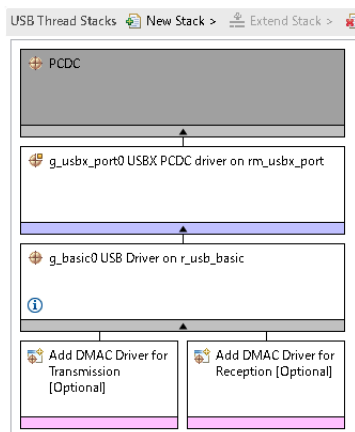 USB Thread Stacks New Stack > Extend Stack >
PCDC
g_usbx_port0 USBX PCDC driver on rm_usbx_port
g_basic0 USB Driver on r_usb_basic
Add DMAC Driver for
Transmission
[Optional]
Add DMAC Driver for
Reception [Optional]